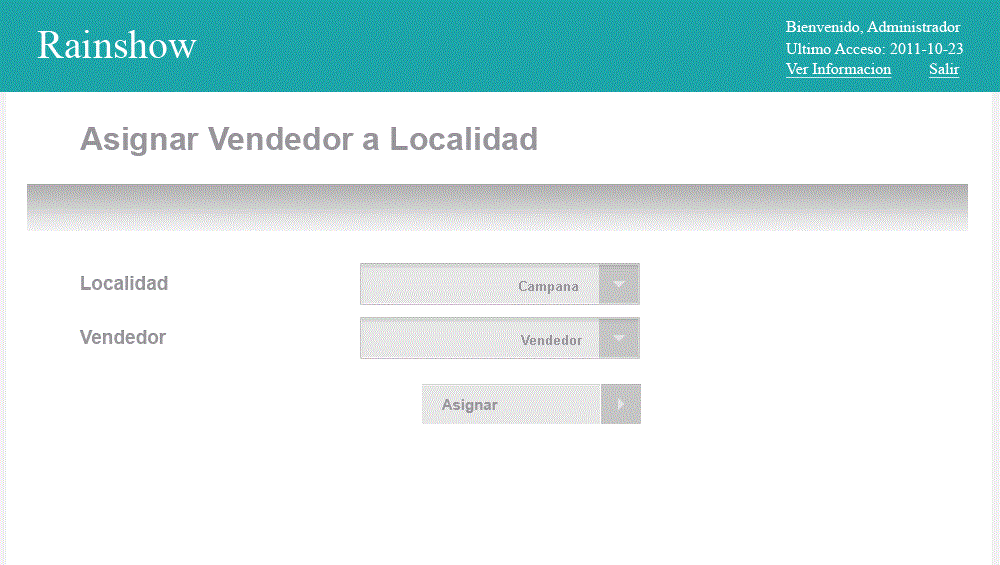 Rainshow
Bienvenido, Administrador
Ultimo Acceso: 2011-10-23
Ver Informacion Salir
Asignar Vendedor a Localidad
Localidad
Campana
Vendedor
Vendedor
Asignar